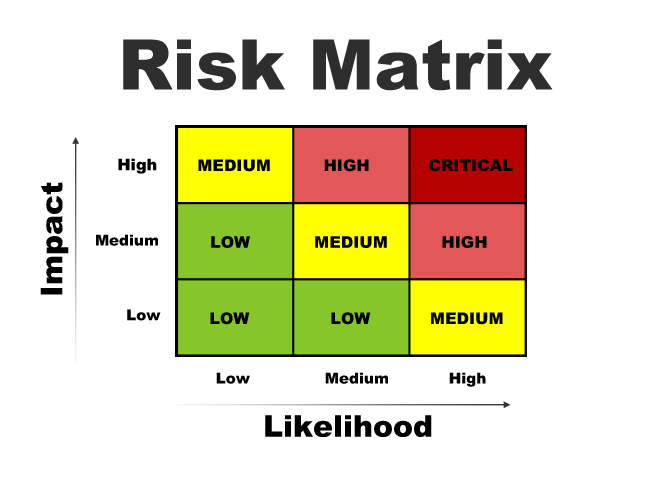 Risk Matrix
Impact
High MEDIUM HIGH CRITICAL
Medium LOW MEDIUM HIGH
Low LOW LOW MEDIUM
Low Medium High
Likelihood